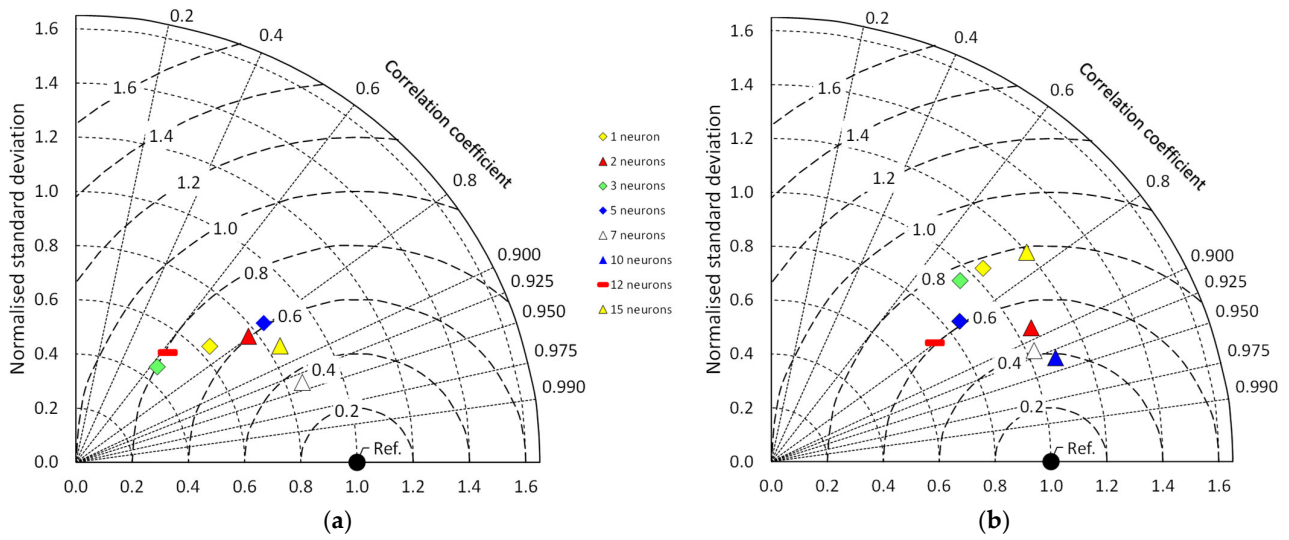 Normalised standard deviation
1.6
1.4
1.2
1.0
0.8
0.6
0.4
0.2
0.0
0.0 0.2 0.4 0.6 0.8 1.0 1.2 1.4 1.6
0.2
0.4
0.6
0.8
0.900
0.925
0.950
0.975
0.990
Correlation coefficient
1.6
1.4
1.2
1.0
0.8
0.6
0.4
0.2
Ref.
(a)
1 neuron
2 neurons
3 neurons
5 neurons
7 neurons
10 neurons
12 neurons
15 neurons
Normalised standard deviation
1.6
1.4
1.2
1.0
0.8
0.6
0.4
0.2
0.0
0.0 0.2 0.4 0.6 0.8 1.0 1.2 1.4 1.6
0.2
0.4
0.6
0.8
0.900
0.925
0.950
0.975
0.990
Correlation coefficient
1.6
1.4
1.2
1.0
0.8
0.6
0.4
0.2
Ref.
(b)